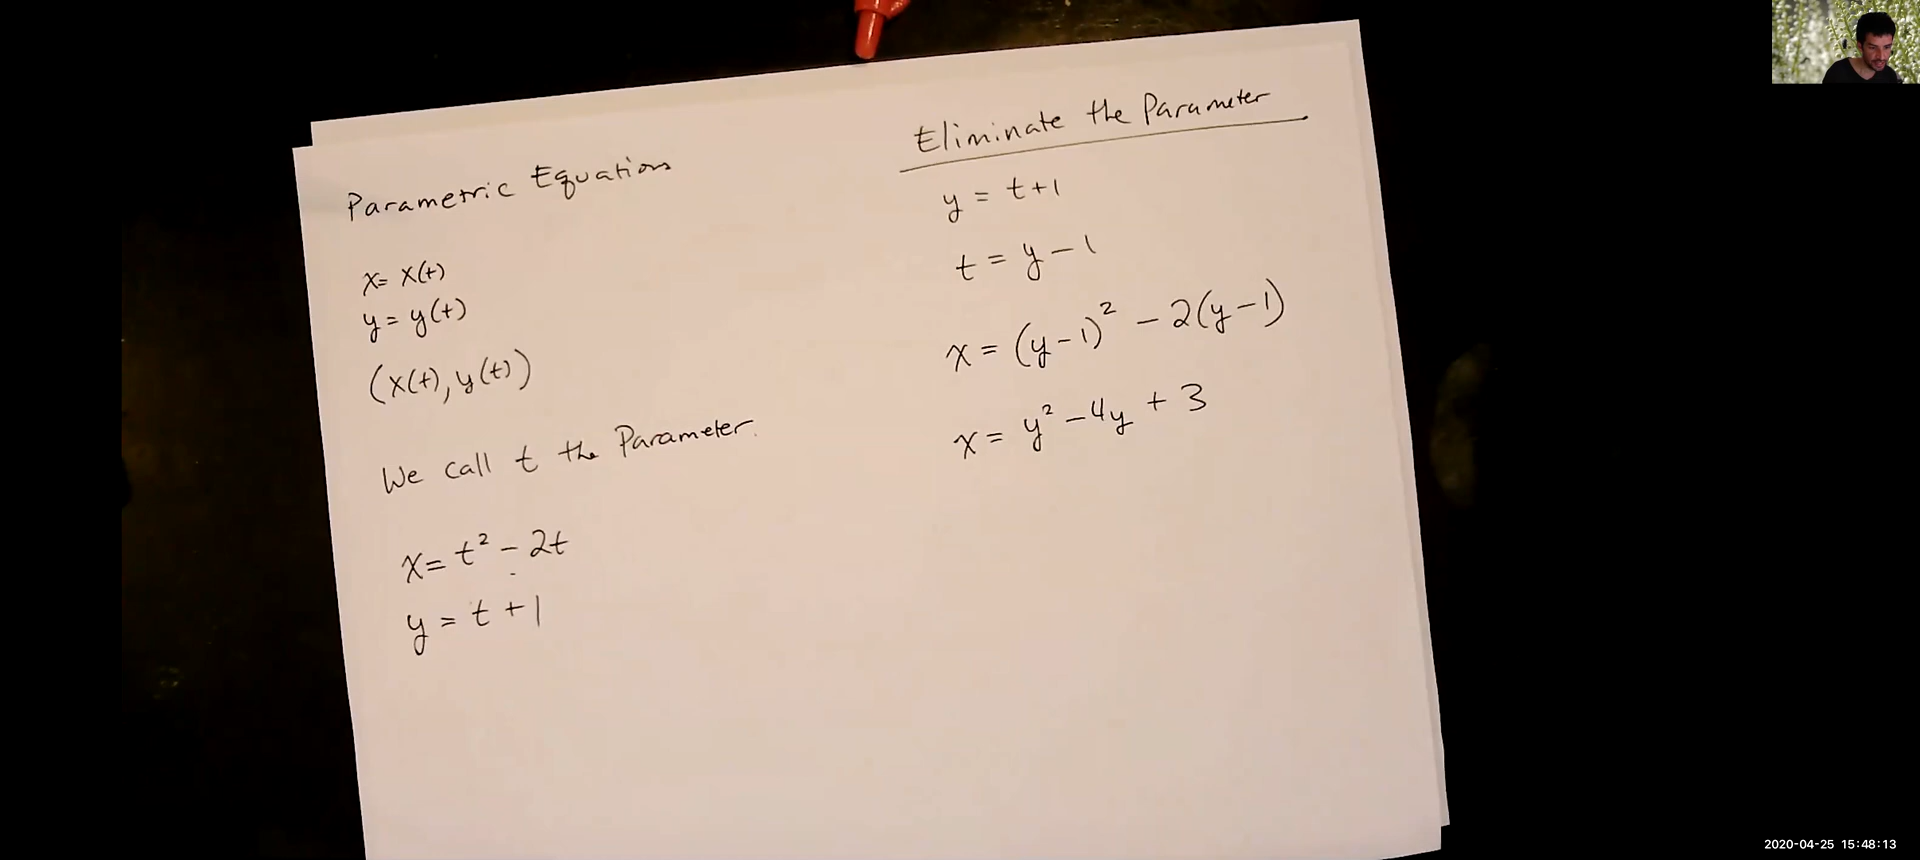 Parametric Equations
x = x(t)
y = y(t)
(x(t), y(t))
We call t the Parameter.
x = t² - 2t
y = t + 1
Eliminate the Parameter
y = t + 1
t = y - 1
x = (y - 1)² - 2(y - 1)
x = y² - 4y + 3
2020-04-25 15:48:13